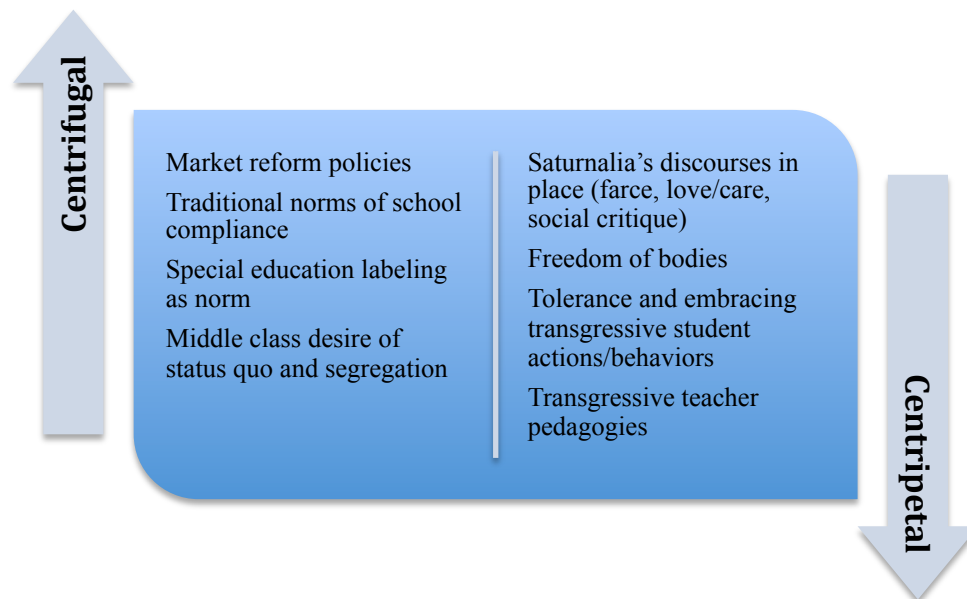 Centrifugal
Market reform policies
Traditional norms of school
compliance
Special education labeling
as norm
Middle class desire of
status quo and segregation
Saturnalia’s discourses in
place (farce, love/care,
social critique)
Freedom of bodies
Tolerance and embracing
transgressive student
actions/behaviors
Transgressive teacher
pedagogies
Centripetal